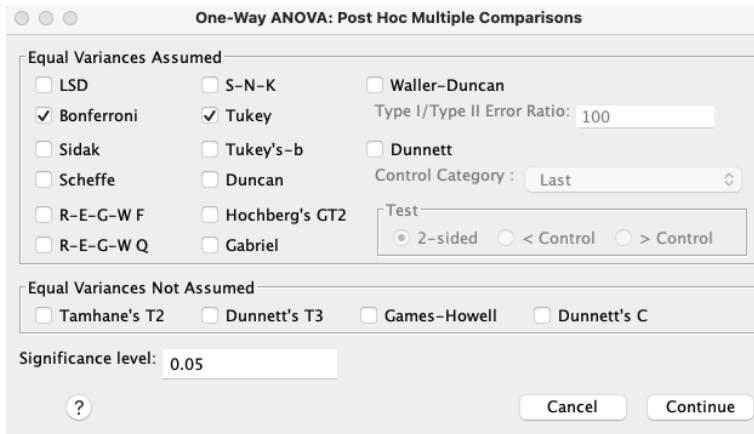 One-Way ANOVA: Post Hoc Multiple Comparisons
Equal Variances Assumed
LSD S-N-K Waller-Duncan
Bonferroni Tukey Type I/Type II Error Ratio: 100
Sidak Tukey's-b Dunnett
Scheffe Duncan Control Category : Last
R-E-G-W F Hochberg's GT2 Test
R-E-G-W Q Gabriel 2-sided < Control > Control
Equal Variances Not Assumed
Tamhane's T2 Dunnett's T3 Games-Howell Dunnett's C
Significance level: 0.05
? Cancel Continue